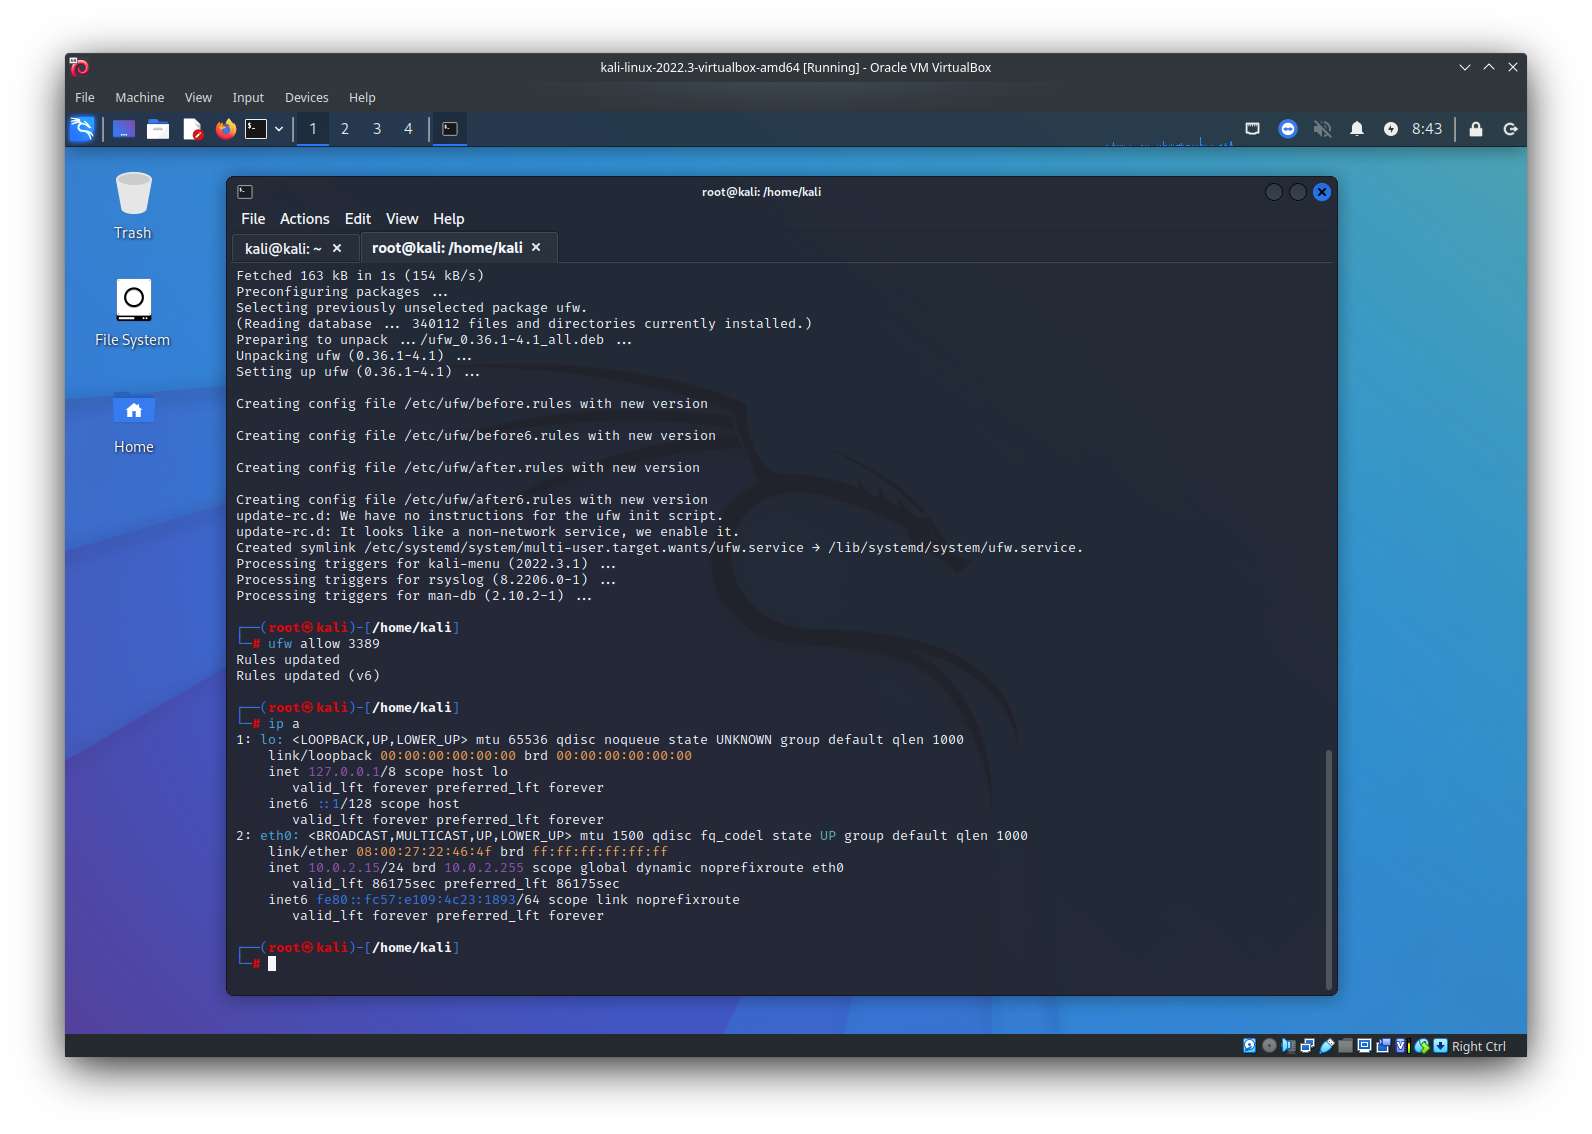 kali-linux-2022.3-virtualbox-amd64 [Running] - Oracle VM VirtualBox
File Machine View Input Devices Help
1 2 3 4 8:43
root@kali: /home/kali
File Actions Edit View Help
kali@kali: ~ root@kali: /home/kali
Trash
File System
Home
Fetched 163 kB in 1s (154 kB/s)
Preconfiguring packages ...
Selecting previously unselected package ufw.
(Reading database ... 340112 files and directories currently installed.)
Preparing to unpack .../ufw_0.36.1-4.1_all.deb ...
Unpacking ufw (0.36.1-4.1) ...
Setting up ufw (0.36.1-4.1) ...
Creating config file /etc/ufw/before.rules with new version
Creating config file /etc/ufw/before6.rules with new version
Creating config file /etc/ufw/after.rules with new version
Creating config file /etc/ufw/after6.rules with new version
update-rc.d: We have no instructions for the ufw init script.
update-rc.d: It looks like a non-network service, we enable it.
Created symlink /etc/systemd/system/multi-user.target.wants/ufw.service → /lib/systemd/system/ufw.service.
Processing triggers for kali-menu (2022.3.1) ...
Processing triggers for rsyslog (8.2206.0-1) ...
Processing triggers for man-db (2.10.2-1) ...
┌──(root㉿kali)-[/home/kali]
└─# ufw allow 3389
Rules updated
Rules updated (v6)
┌──(root㉿kali)-[/home/kali]
└─# ip a
1: lo: <LOOPBACK,UP,LOWER_UP> mtu 65536 qdisc noqueue state UNKNOWN group default qlen 1000
link/loopback 00:00:00:00:00:00 brd 00:00:00:00:00:00
inet 127.0.0.1/8 scope host lo
valid_lft forever preferred_lft forever
inet6 ::1/128 scope host
valid_lft forever preferred_lft forever
2: eth0: <BROADCAST,MULTICAST,UP,LOWER_UP> mtu 1500 qdisc fq_codel state UP group default qlen 1000
link/ether 08:00:27:22:46:4f brd ff:ff:ff:ff:ff:ff
inet 10.0.2.15/24 brd 10.0.2.255 scope global dynamic noprefixroute eth0
valid_lft 86175sec preferred_lft 86175sec
inet6 fe80::fc57:e109:4c23:1893/64 scope link noprefixroute
valid_lft forever preferred_lft forever
┌──(root㉿kali)-[/home/kali]
└─#
Right Ctrl